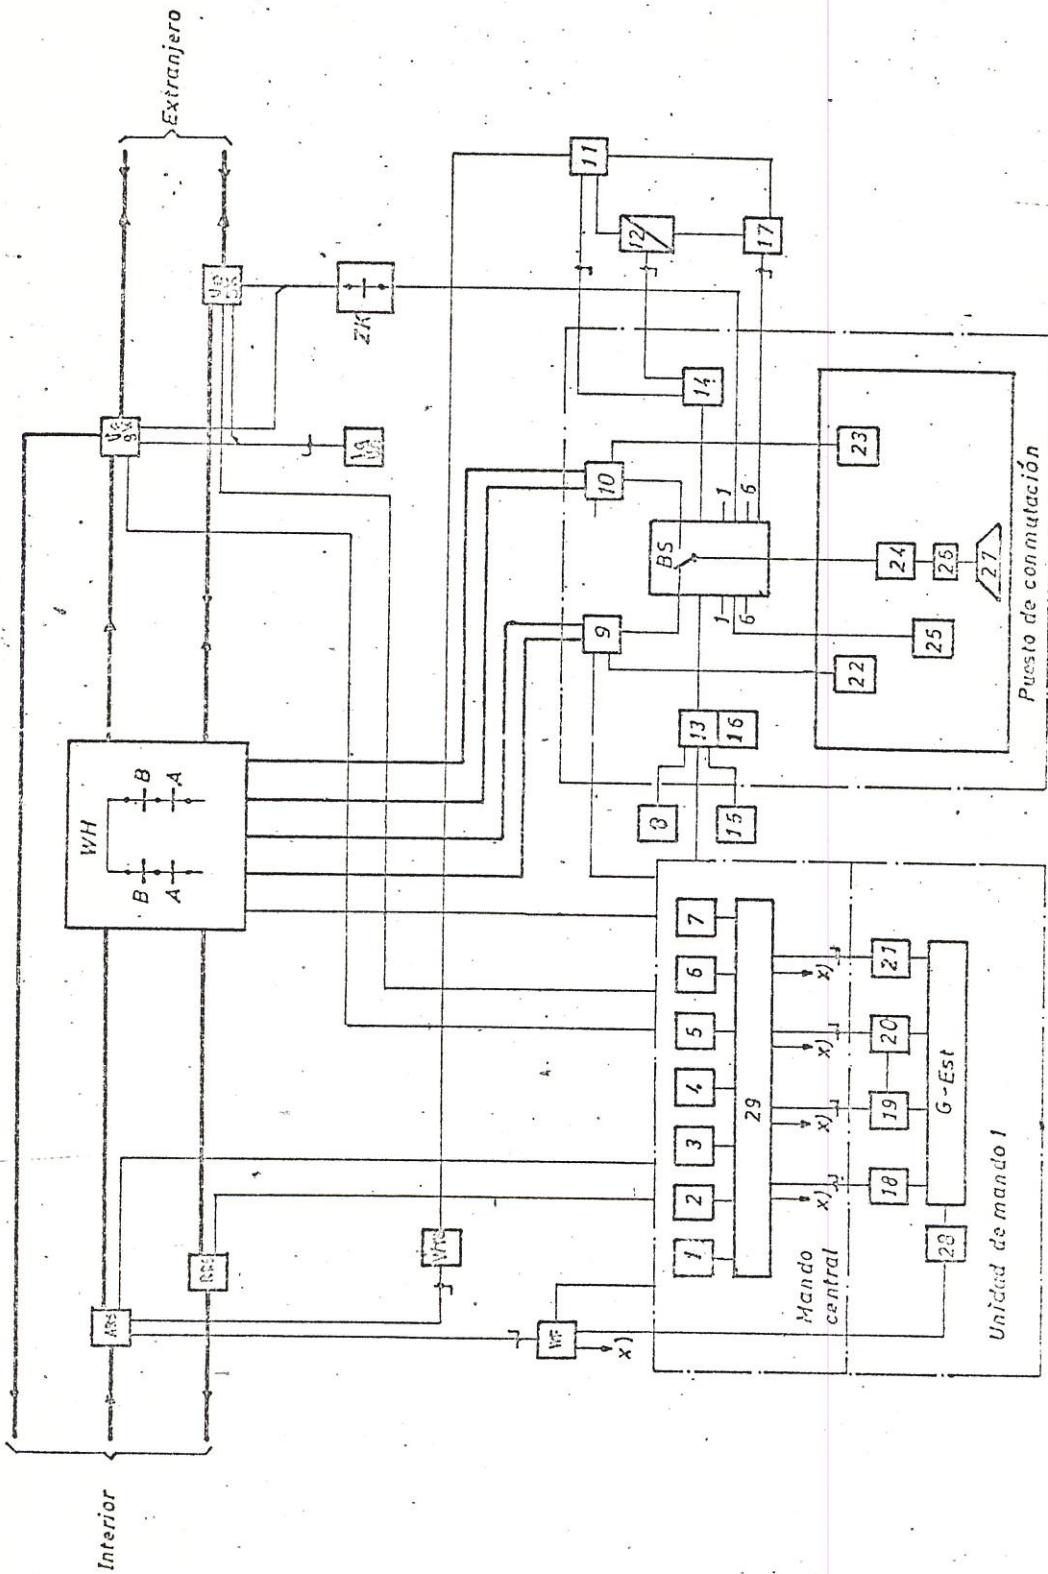 Interior
Extranjero
WH
B
A
B
A
ZK
WF
x)
11
12
17
14
10
9
BS
1
6
1
6
13
16
8
15
22
23
24
25
26
27
Puesto de conmutación
1
2
3
4
5
6
7
29
x)
x)
x)
x)
Mando
central
18
19
20
21
28
G-Est
Unidad de mando 1